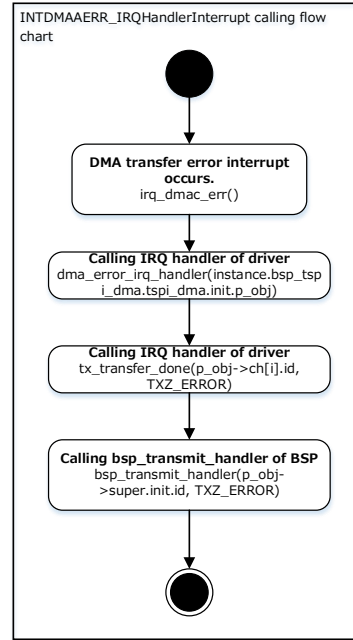 INTDMAAERR_IRQHandlerInterrupt calling flow
chart
DMA transfer error interrupt
occurs.
irq_dmac_err()
Calling IRQ handler of driver
dma_error_irq_handler(instance.bsp_tsp
i_dma.tspi_dma.init.p_obj)
Calling IRQ handler of driver
tx_transfer_done(p_obj->ch[i].id,
TXZ_ERROR)
Calling bsp_transmit_handler of BSP
bsp_transmit_handler(p_obj-
>super.init.id, TXZ_ERROR)